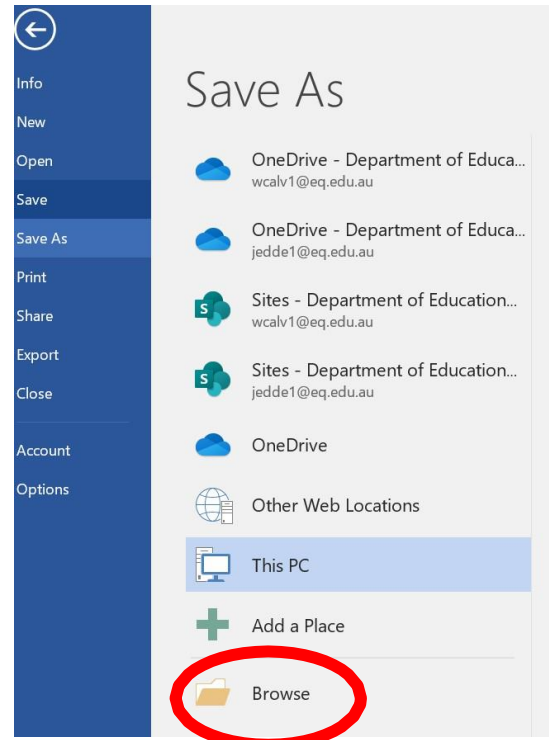 Info
New
Open
Save
Save As
Print
Share
Export
Close
Account
Options
Save As
OneDrive - Department of Educa...
wcalv1@eq.edu.au
OneDrive - Department of Educa...
jedde1@eq.edu.au
S
Sites - Department of Education...
wcalv1@eq.edu.au
S
Sites - Department of Education...
jedde1@eq.edu.au
OneDrive
Other Web Locations
This PC
Add a Place
Browse